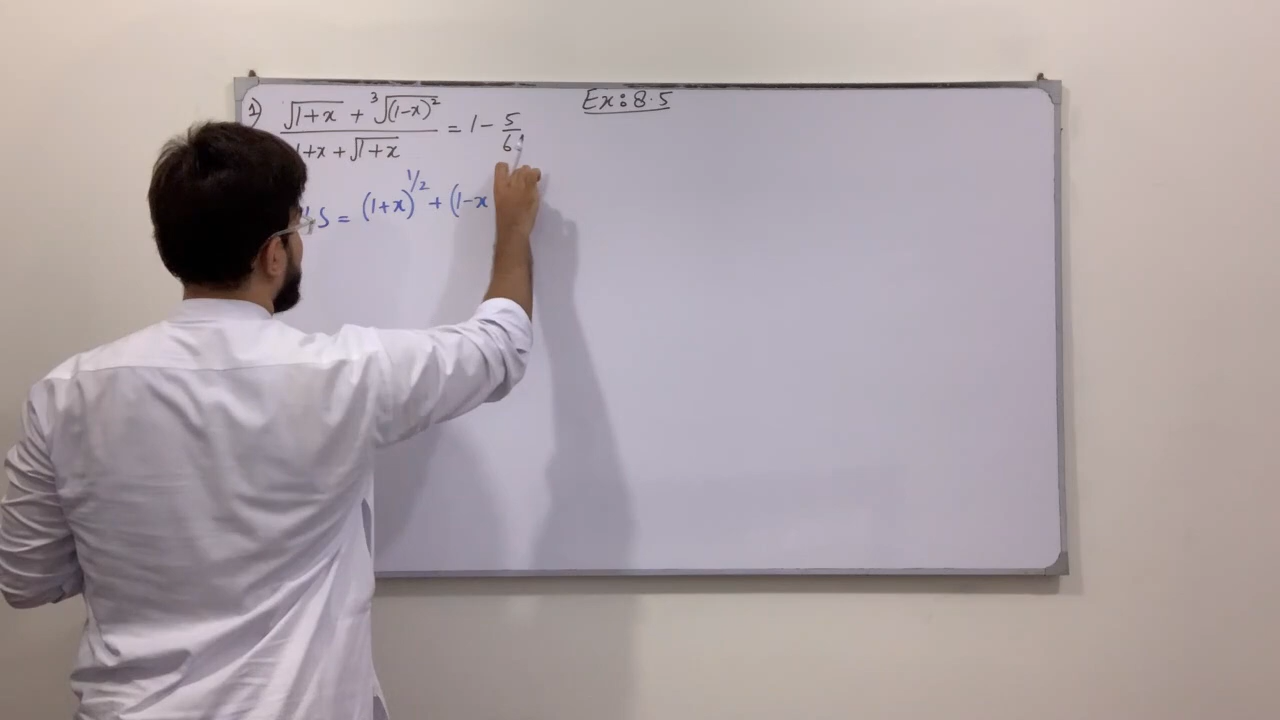 Ex: 8.5
1) (√(1+x) + ³√((1-x)²)) / (1+x + √(1+x)) = 1 - 5/6
S = (1+x)^(1/2) + (1-x